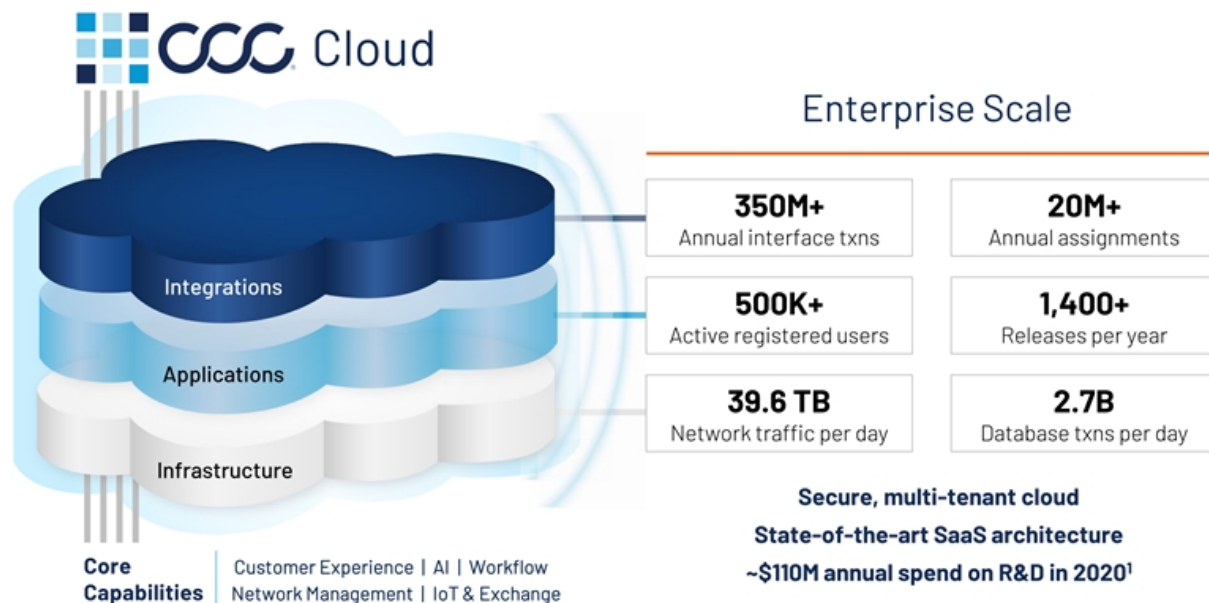 CCC Cloud
Enterprise Scale
Integrations
Applications
Infrastructure
350M+
Annual interface txns
20M+
Annual assignments
500K+
Active registered users
1,400+
Releases per year
39.6 TB
Network traffic per day
2.7B
Database txns per day
Secure, multi-tenant cloud
State-of-the-art SaaS architecture
~$110M annual spend on R&D in 2020¹
Core
Capabilities
Customer Experience | AI | Workflow
Network Management | IoT & Exchange